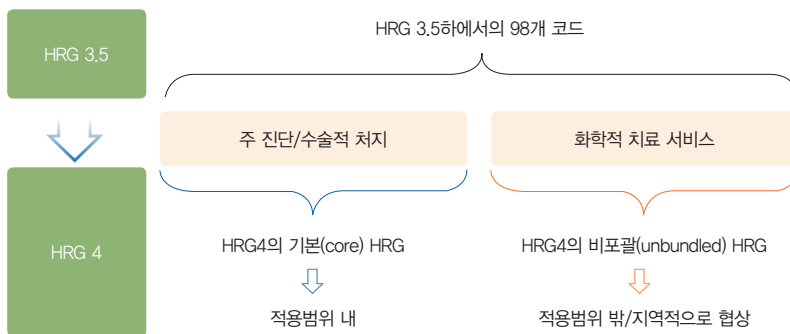 HRG 3.5
HRG 3.5하에서의 98개 코드
주 진단/수술적 처지
화학적 치료 서비스
HRG 4
HRG4의 기본(core) HRG
HRG4의 비포괄(unbundled) HRG
적용범위 내
적용범위 밖/지역적으로 협상